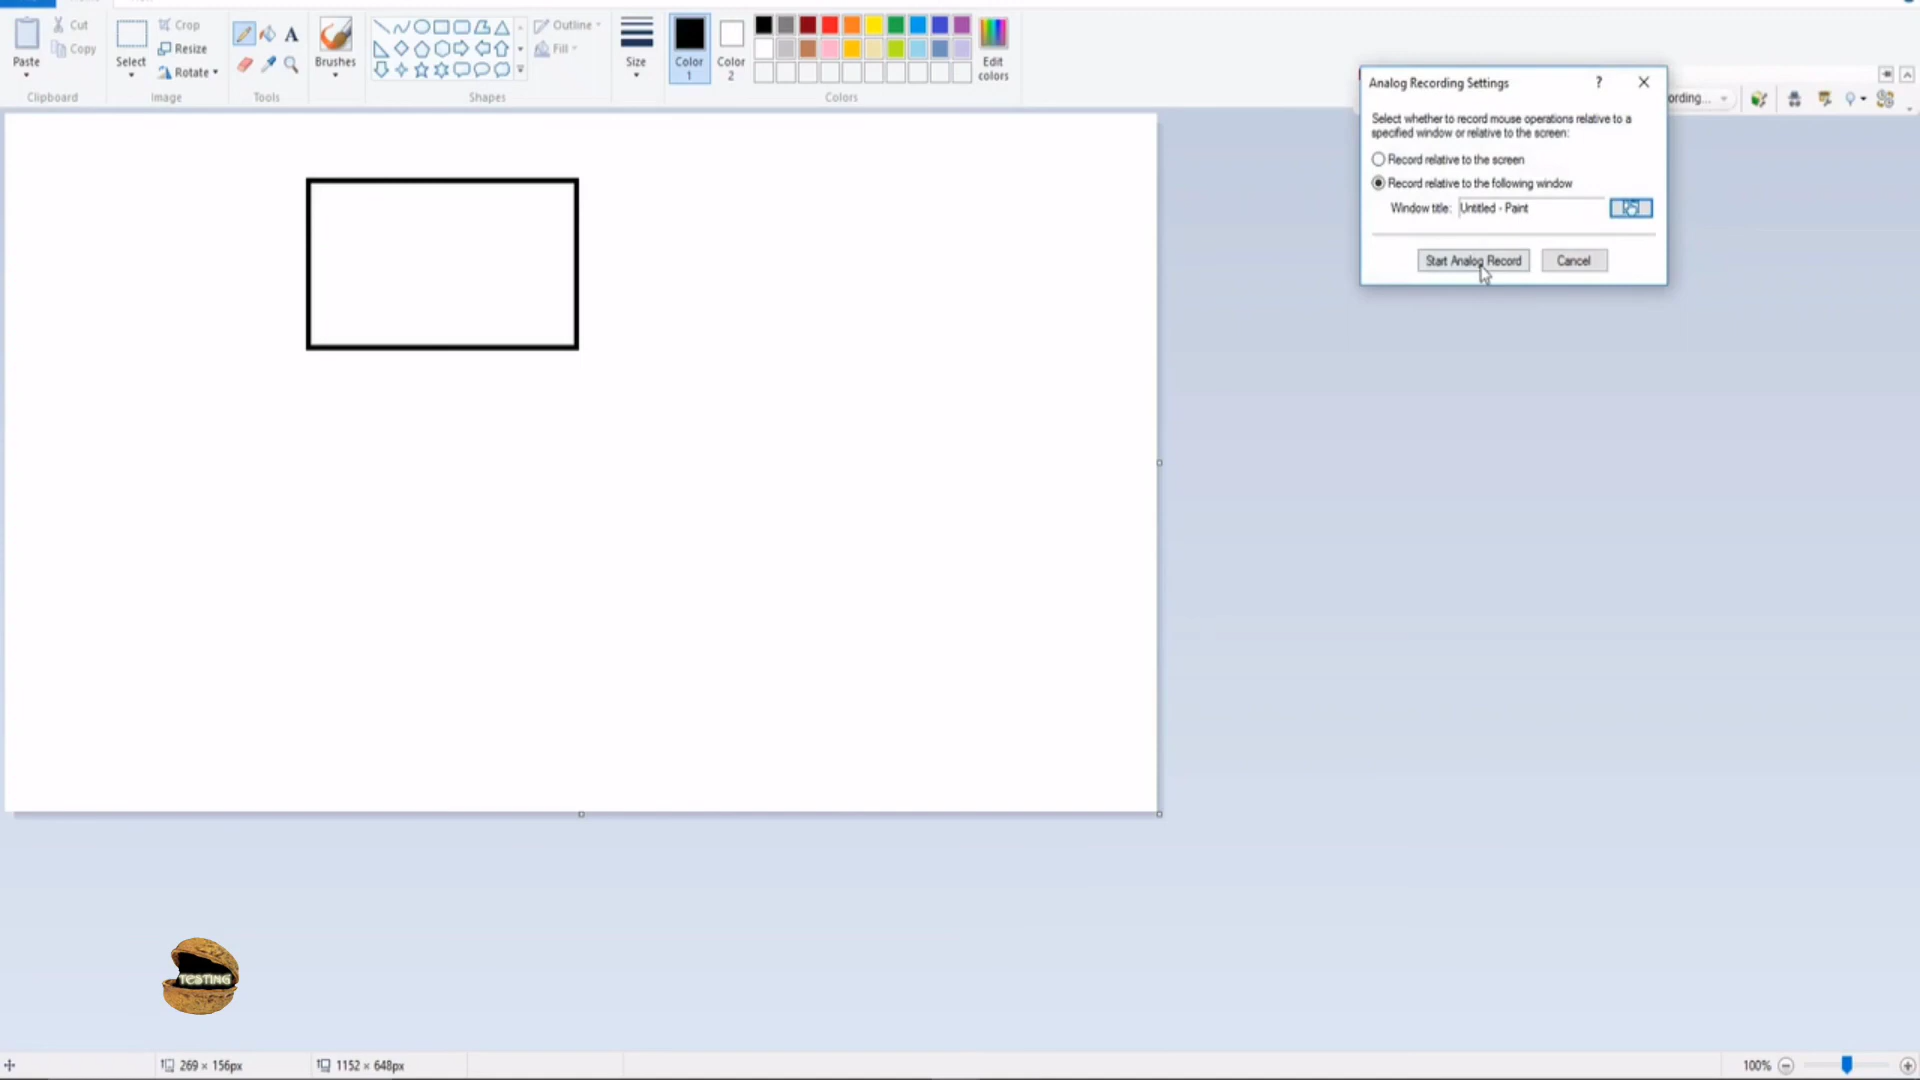 Paste
Cut
Copy
Clipboard
Select
Crop
Resize
Rotate
Image
A
Tools
Brushes
Shapes
Outline
Fill
Size
Color 1
Color 2
Edit colors
Colors
Analog Recording Settings
?
ording...
Select whether to record mouse operations relative to a
specified window or relative to the screen:
Record relative to the screen
Record relative to the following window
Window title: Untitled - Paint
Start Analog Record
Cancel
TESTING
269 × 156px
1152 × 648px
100%